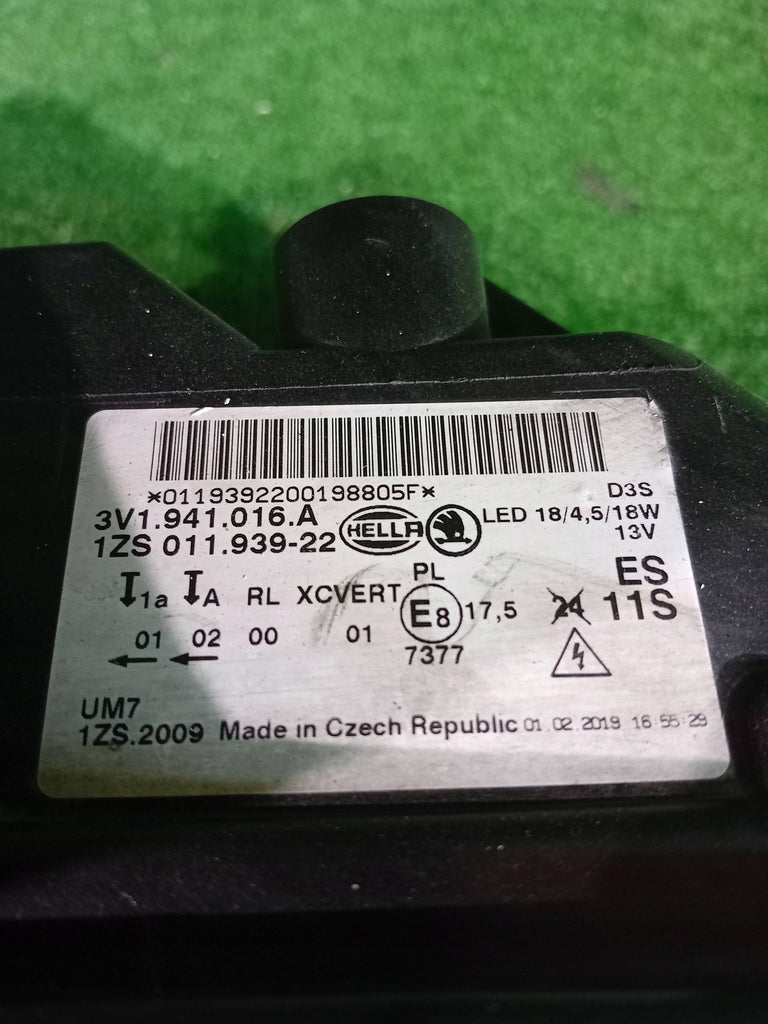 *0119392200198805F*
D3S
3V1.941.016.A
HELLA
LED 18/4,5/18W
1ZS 011.939-22
13V
PL
ES
1a A RL XCVERT
E8 17,5
24 11S
01 02 00 01
7377
UM7
1ZS.2009 Made in Czech Republic 01.02.2019 16:55:29